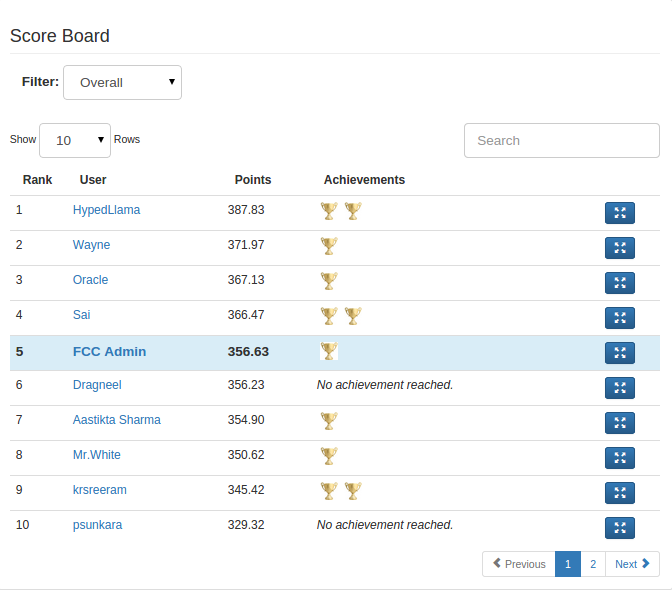 Score Board
Filter: Overall
Show 10 Rows Search
Rank User Points Achievements
1 HypedLlama 387.83
2 Wayne 371.97
3 Oracle 367.13
4 Sai 366.47
5 FCC Admin 356.63
6 Dragneel 356.23 No achievement reached.
7 Aastikta Sharma 354.90
8 Mr.White 350.62
9 krsreeram 345.42
10 psunkara 329.32 No achievement reached.
Previous 1 2 Next